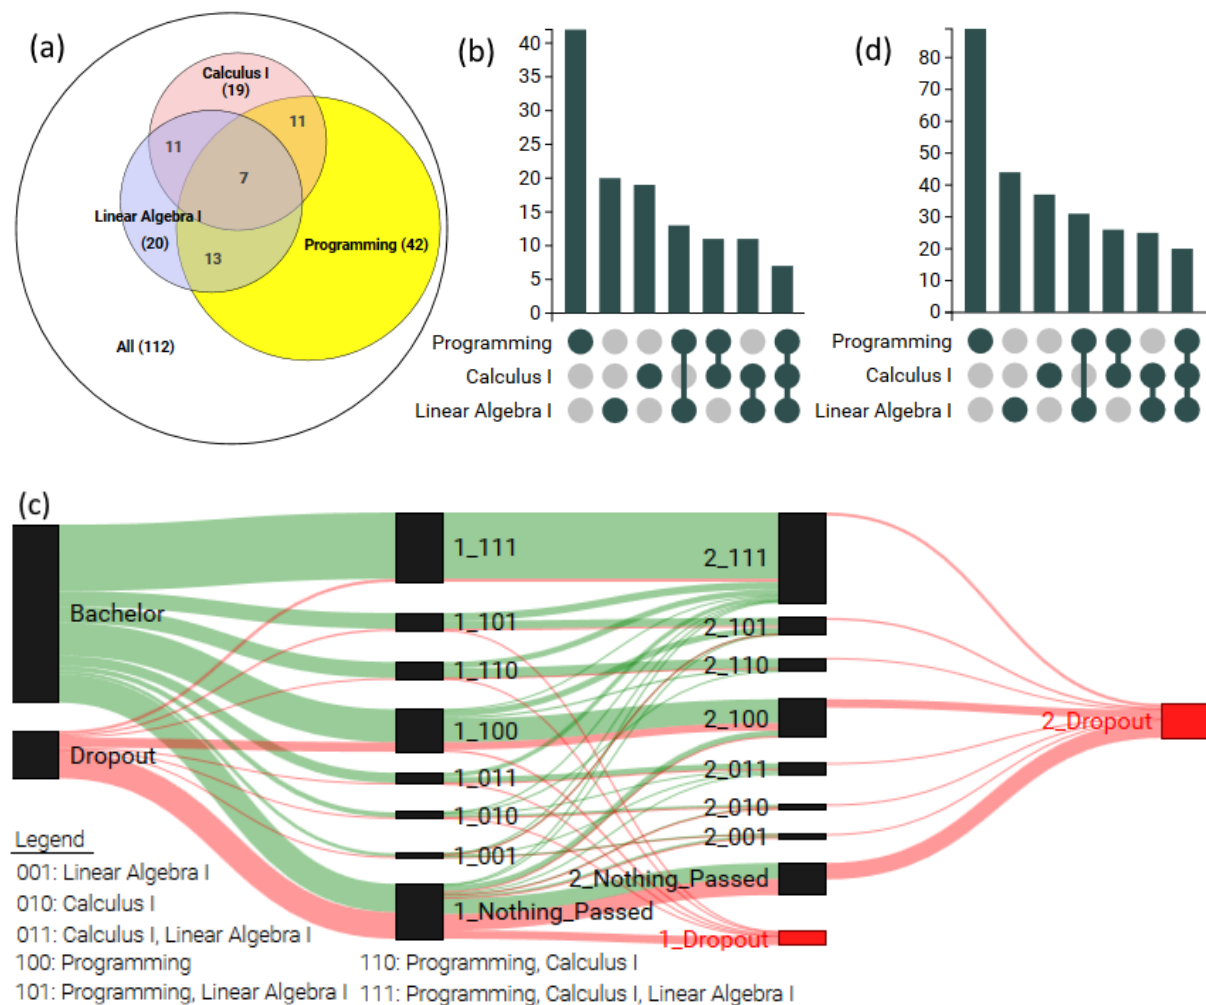 (a)
Calculus I
(19)
11
11
7
Linear Algebra I
(20)
Programming (42)
13
All (112)
(b)
40
35
30
25
20
15
10
5
0
Programming
Calculus I
Linear Algebra I
(d)
80
70
60
50
40
30
20
10
0
Programming
Calculus I
Linear Algebra I
(c)
Bachelor
Dropout
1_111
1_101
1_110
1_100
1_011
1_010
1_001
1_Nothing_Passed
2_111
2_101
2_110
2_100
2_011
2_010
2_001
2_Nothing_Passed
1_Dropout
2_Dropout
Legend
001: Linear Algebra I
010: Calculus I
011: Calculus I, Linear Algebra I
100: Programming
101: Programming, Linear Algebra I
110: Programming, Calculus I
111: Programming, Calculus I, Linear Algebra I